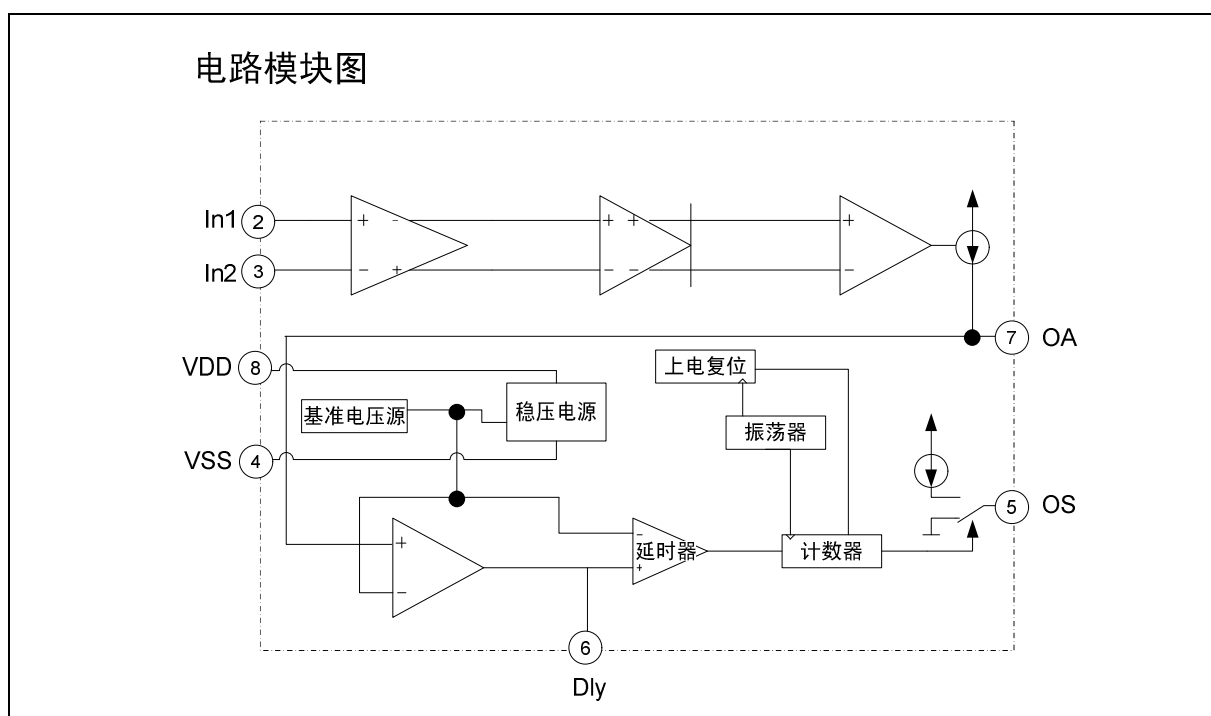 电路模块图
In1 2 + - + + +
In2 3 - + - - -
7 OA
VDD 8
上电复位
基准电压源
稳压电源
振荡器
VSS 4
5 OS
+ - 延时器 计数器
- +
6
Dly